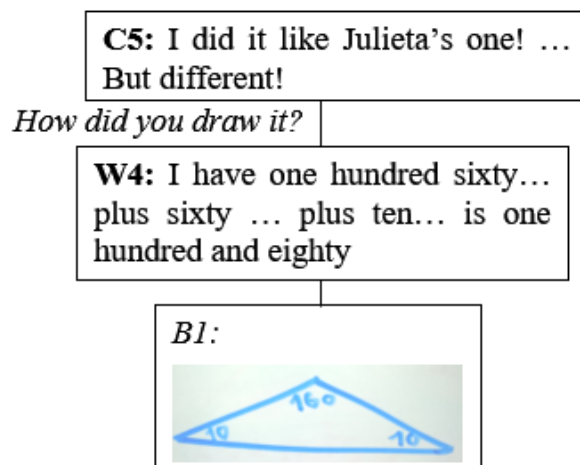 C5: I did it like Julieta's one! …
But different!
How did you draw it?
W4: I have one hundred sixty…
plus sixty … plus ten… is one
hundred and eighty
B1:
160
10 10